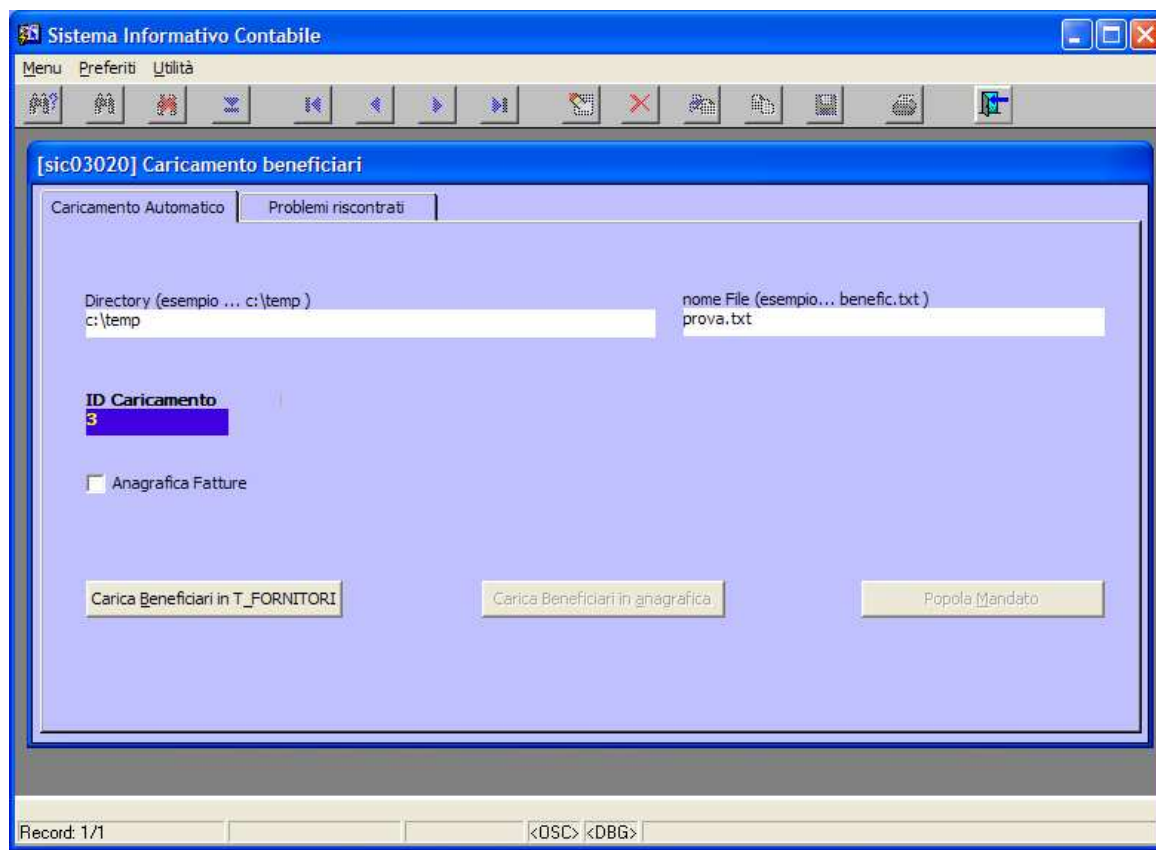 Sistema Informativo Contabile
Menu Preferiti Utilità
[sic03020] Caricamento beneficiari
Caricamento Automatico Problemi riscontrati
Directory (esempio ... c:\temp ) nome File (esempio... benefic.txt )
c:\temp prova.txt
ID Caricamento
3
Anagrafica Fatture
Carica Beneficiari in T_FORNITORI Carica Beneficiari in anagrafica Popola Mandato
Record: 1/1 <OSC> <DBG>